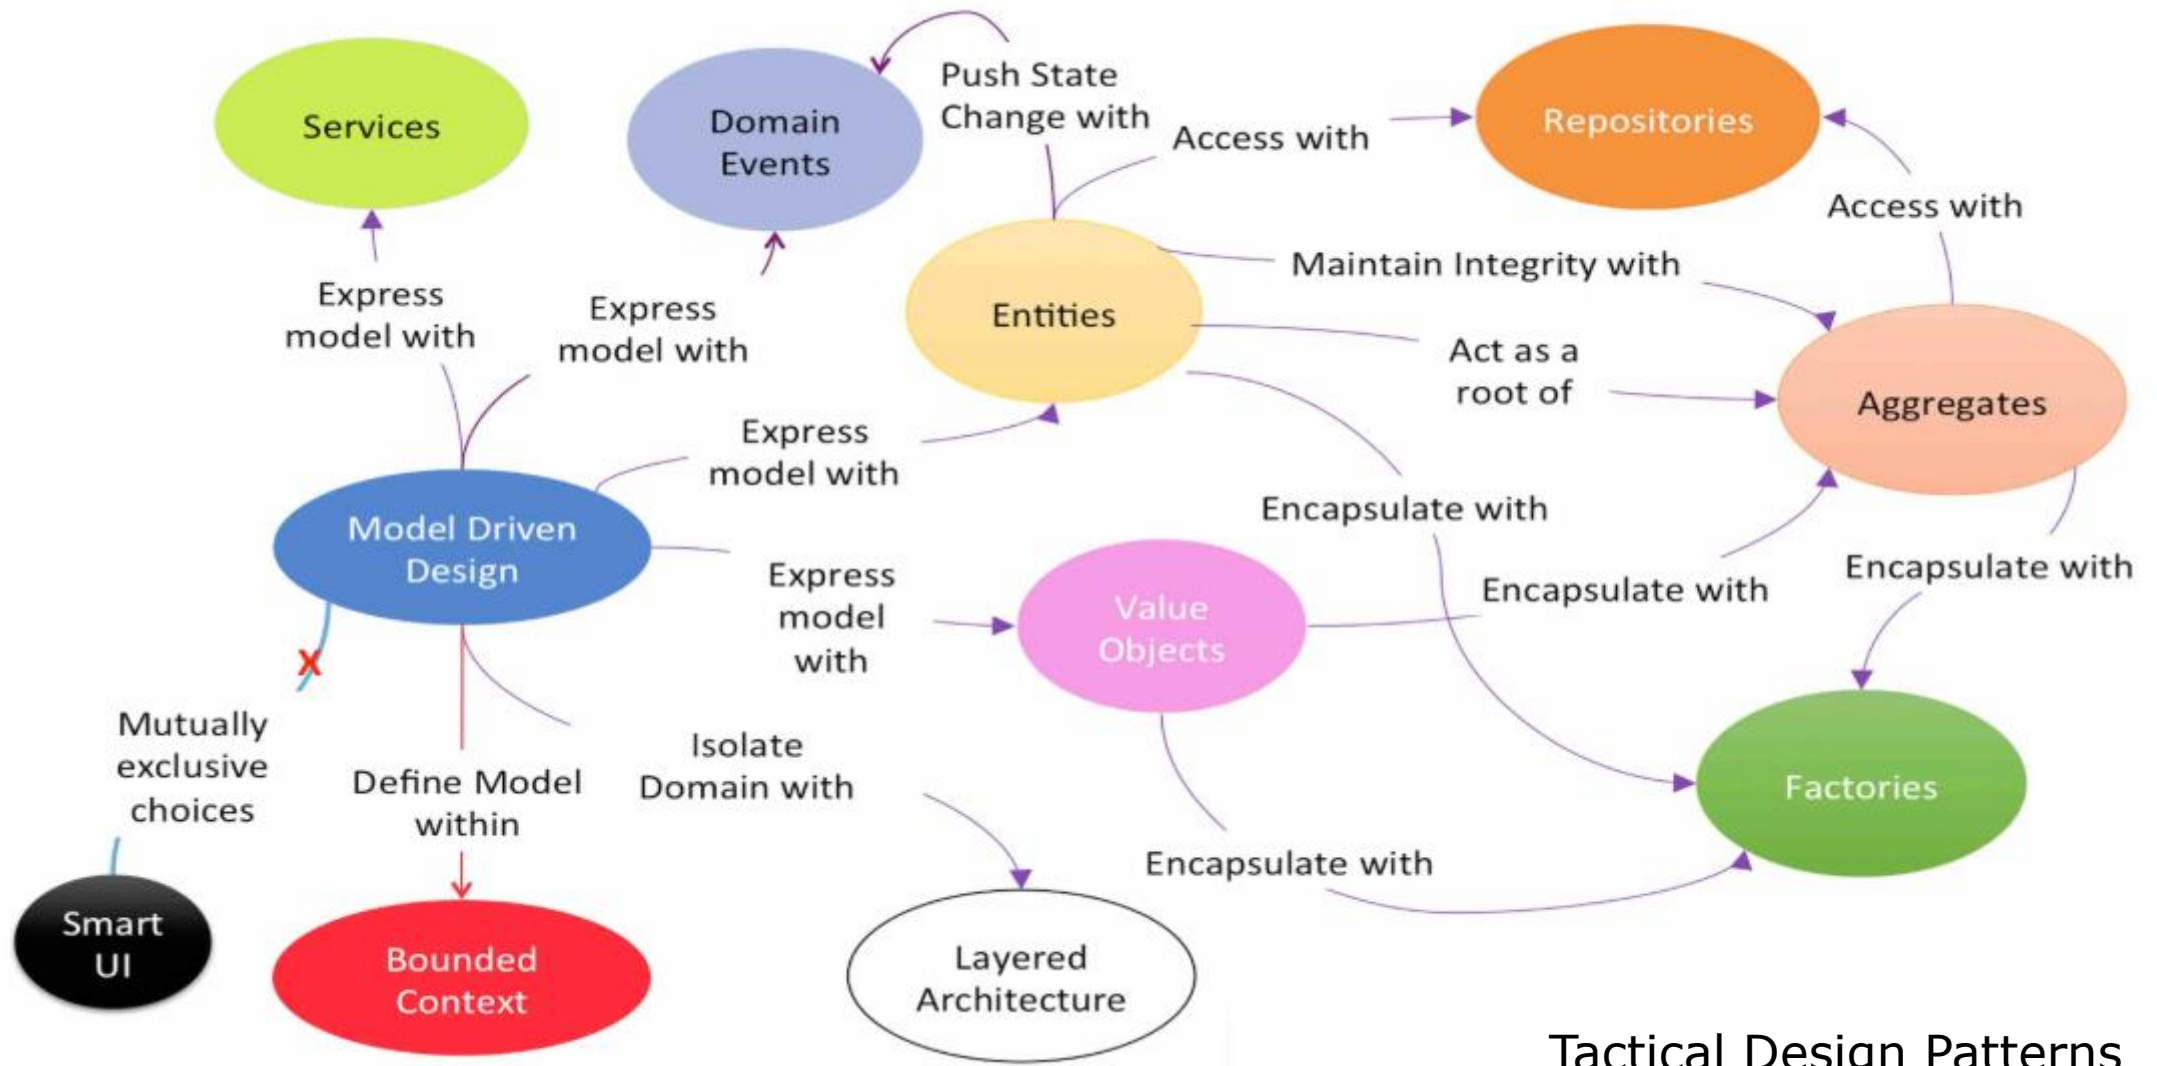 Services
Domain
Events
Push State
Change with
Access with
Repositories
Access with
Express
model with
Express
model with
Entities
Maintain Integrity with
Act as a
root of
Aggregates
Express
model with
Model Driven
Design
Encapsulate with
Express
model
with
Value
Objects
Encapsulate with
Encapsulate with
X
Mutually
exclusive
choices
Define Model
within
Isolate
Domain with
Factories
Encapsulate with
Smart
UI
Bounded
Context
Layered
Architecture
Tactical Design Patterns